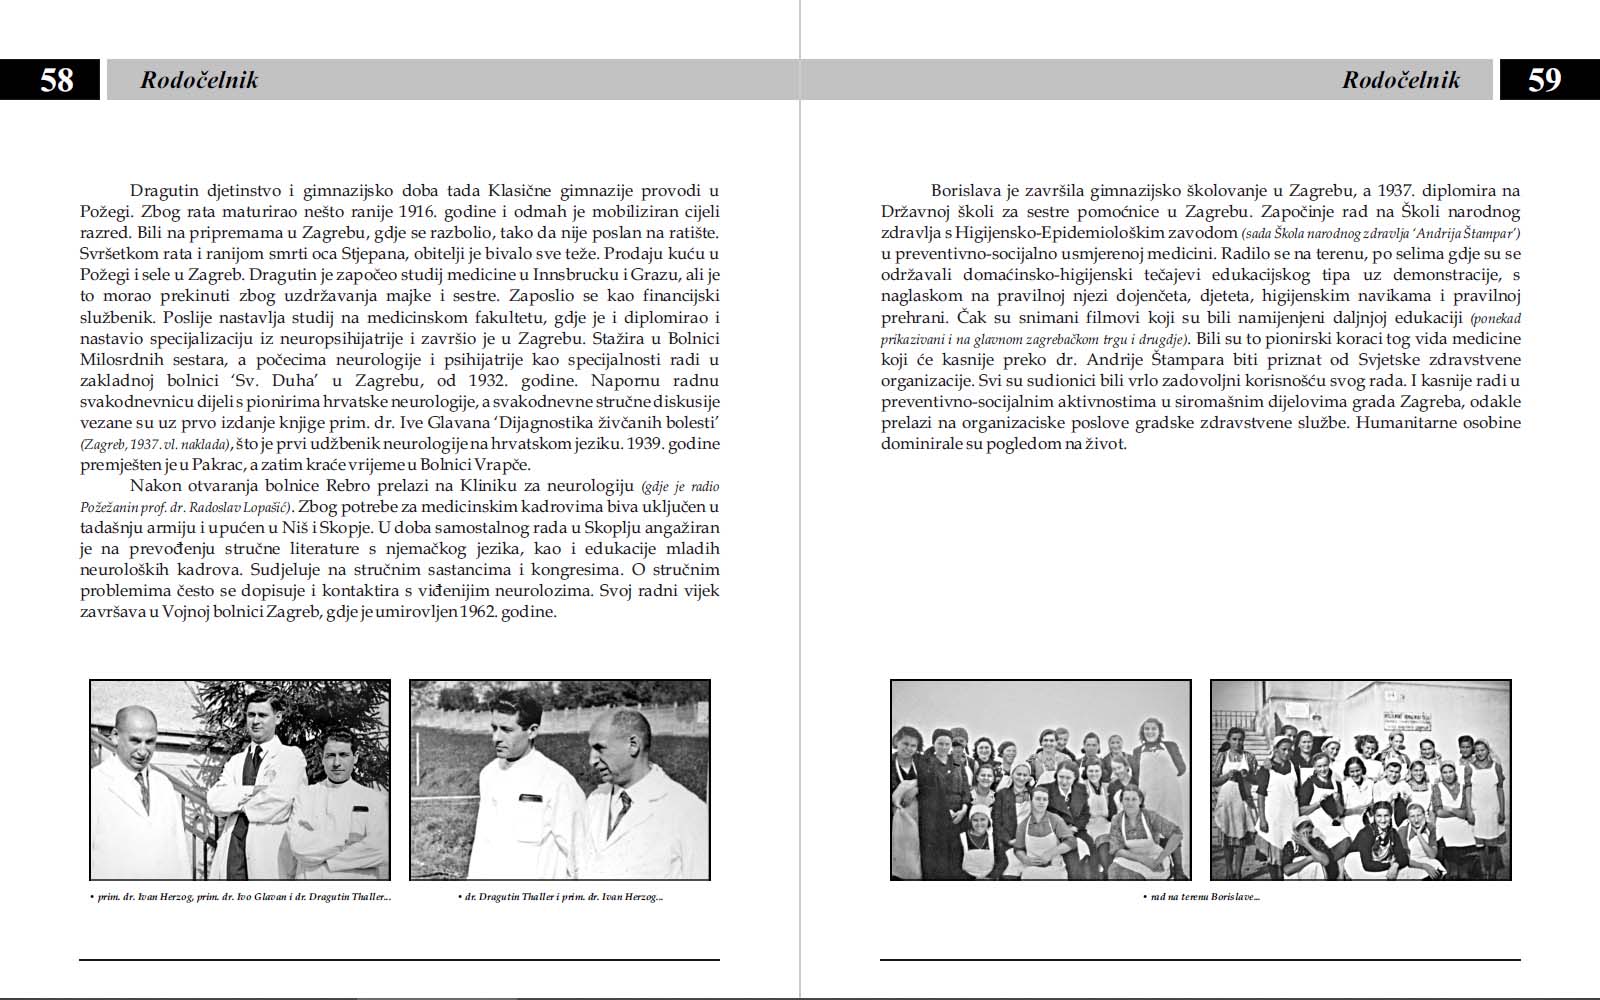 58
Rodočelnik
Dragutin djetinstvo i gimnazijsko doba tada Klasične gimnazije provodi u
Požegi. Zbog rata maturirao nešto ranije 1916. godine i odmah je mobiliziran cijeli
razred. Bili na pripremama u Zagrebu, gdje se razbolio, tako da nije poslan na ratište.
Svršetkom rata i ranijom smrti oca Stjepana, obitelji je bivalo sve teže. Prodaju kuću u
Požegi i sele u Zagreb. Dragutin je započeo studij medicine u Innsbrucku i Grazu, ali je
to morao prekinuti zbog uzdržavanja majke i sestre. Zaposlio se kao financijski
službenik. Poslije nastavlja studij na medicinskom fakultetu, gdje je i diplomirao i
nastavio specijalizaciju iz neuropsihijatrije i završio je u Zagrebu. Stažira u Bolnici
Milosrdnih sestara, a počecima neurologije i psihijatrije kao specijalnosti radi u
zakladnoj bolnici ‘Sv. Duha’ u Zagrebu, od 1932. godine. Napornu radnu
svakodnevnicu dijeli s pionirima hrvatske neurologije, a svakodnevne stručne diskusije
vezane su uz prvo izdanje knjige prim. dr. Ive Glavana ‘Dijagnostika živčanih bolesti’
(Zagreb, 1937. vl. naklada), što je prvi udžbenik neurologije na hrvatskom jeziku. 1939. godine
premješten je u Pakrac, a zatim kraće vrijeme u Bolnici Vrapče.
Nakon otvaranja bolnice Rebro prelazi na Kliniku za neurologiju (gdje je radio
Požežanin prof. dr. Radoslav Lopašić). Zbog potrebe za medicinskim kadrovima biva uključen u
tadašnju armiju i upućen u Niš i Skopje. U doba samostalnog rada u Skoplju angažiran
je na prevođenju stručne literature s njemačkog jezika, kao i edukacije mladih
neuroloških kadrova. Sudjeluje na stručnim sastancima i kongresima. O stručnim
problemima često se dopisuje i kontaktira s viđenijim neurolozima. Svoj radni vijek
završava u Vojnoj bolnici Zagreb, gdje je umirovljen 1962. godine.
• prim. dr. Ivan Herzog, prim. dr. Ivo Glavan i dr. Dragutin Thaller...
• dr. Dragutin Thaller i prim. dr. Ivan Herzog...
Rodočelnik
59
Borislava je završila gimnazijsko školovanje u Zagrebu, a 1937. diplomira na
Državnoj školi za sestre pomoćnice u Zagrebu. Započinje rad na Školi narodnog
zdravlja s Higijensko-Epidemiološkim zavodom (sada Škola narodnog zdravlja ‘Andrija Štampar’)
u preventivno-socijalno usmjerenoj medicini. Radilo se na terenu, po selima gdje su se
održavali domaćinsko-higijenski tečajevi edukacijskog tipa uz demonstracije, s
naglaskom na pravilnoj njezi dojenčeta, djeteta, higijenskim navikama i pravilnoj
prehrani. Čak su snimani filmovi koji su bili namijenjeni daljnjoj edukaciji (ponekad
prikazivani i na glavnom zagrebačkom trgu i drugdje). Bili su to pionirski koraci tog vida medicine
koji će kasnije preko dr. Andrije Štampara biti priznat od Svjetske zdravstvene
organizacije. Svi su sudionici bili vrlo zadovoljni korisnošću svog rada. I kasnije radi u
preventivno-socijalnim aktivnostima u siromašnim dijelovima grada Zagreba, odakle
prelazi na organizaciske poslove gradske zdravstvene službe. Humanitarne osobine
dominirale su pogledom na život.
• rad na terenu Borislave...